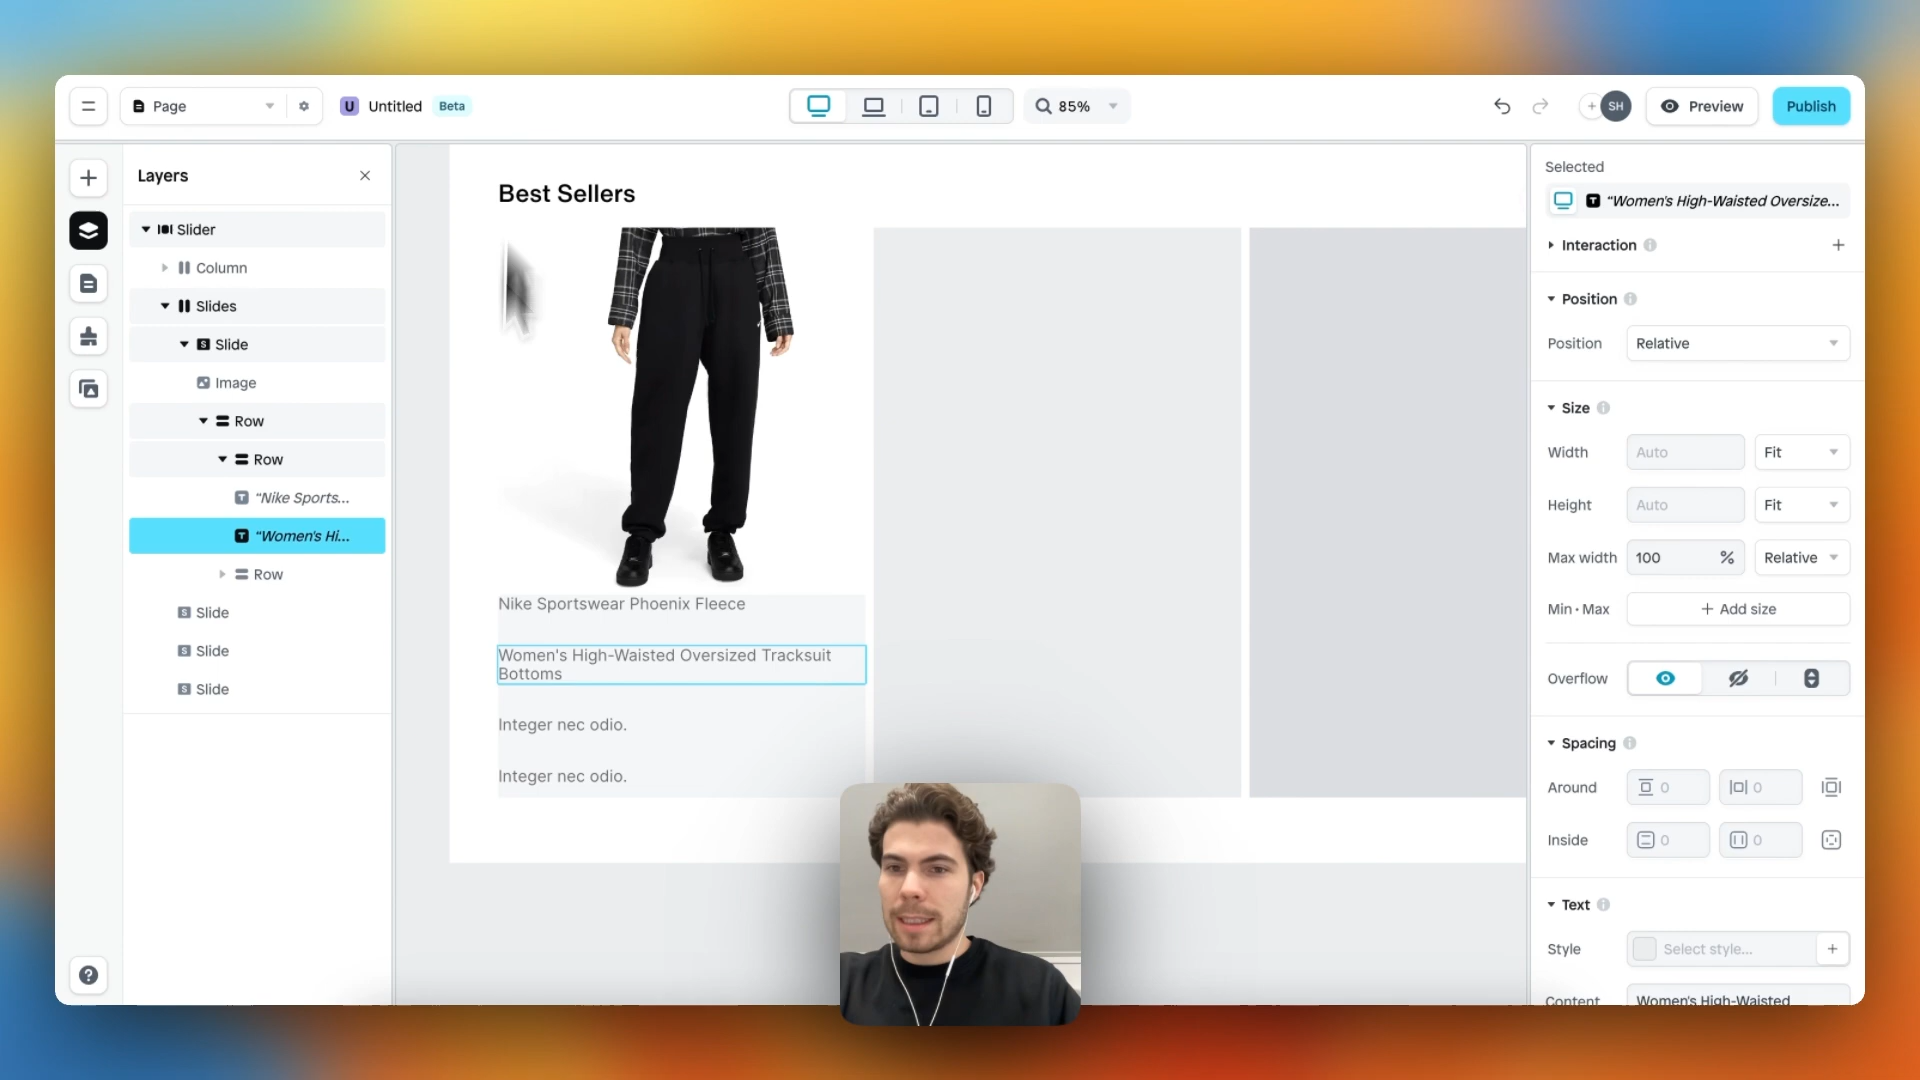 Page
U Untitled Beta
85%
SH
Preview
Publish
Layers
Slider
Column
Slides
S Slide
Image
Row
Row
T "Nike Sports...
T "Women's Hi...
Row
S Slide
S Slide
S Slide
Best Sellers
Nike Sportswear Phoenix Fleece
Women's High-Waisted Oversized Tracksuit
Bottoms
Integer nec odio.
Integer nec odio.
Selected
T "Women's High-Waisted Oversize...
Interaction
Position
Position Relative
Size
Width Auto Fit
Height Auto Fit
Max width 100 % Relative
Min • Max + Add size
Overflow
Spacing
Around 0 0
Inside 0 0
Text
Style Select style...
Content Women's High-Waisted